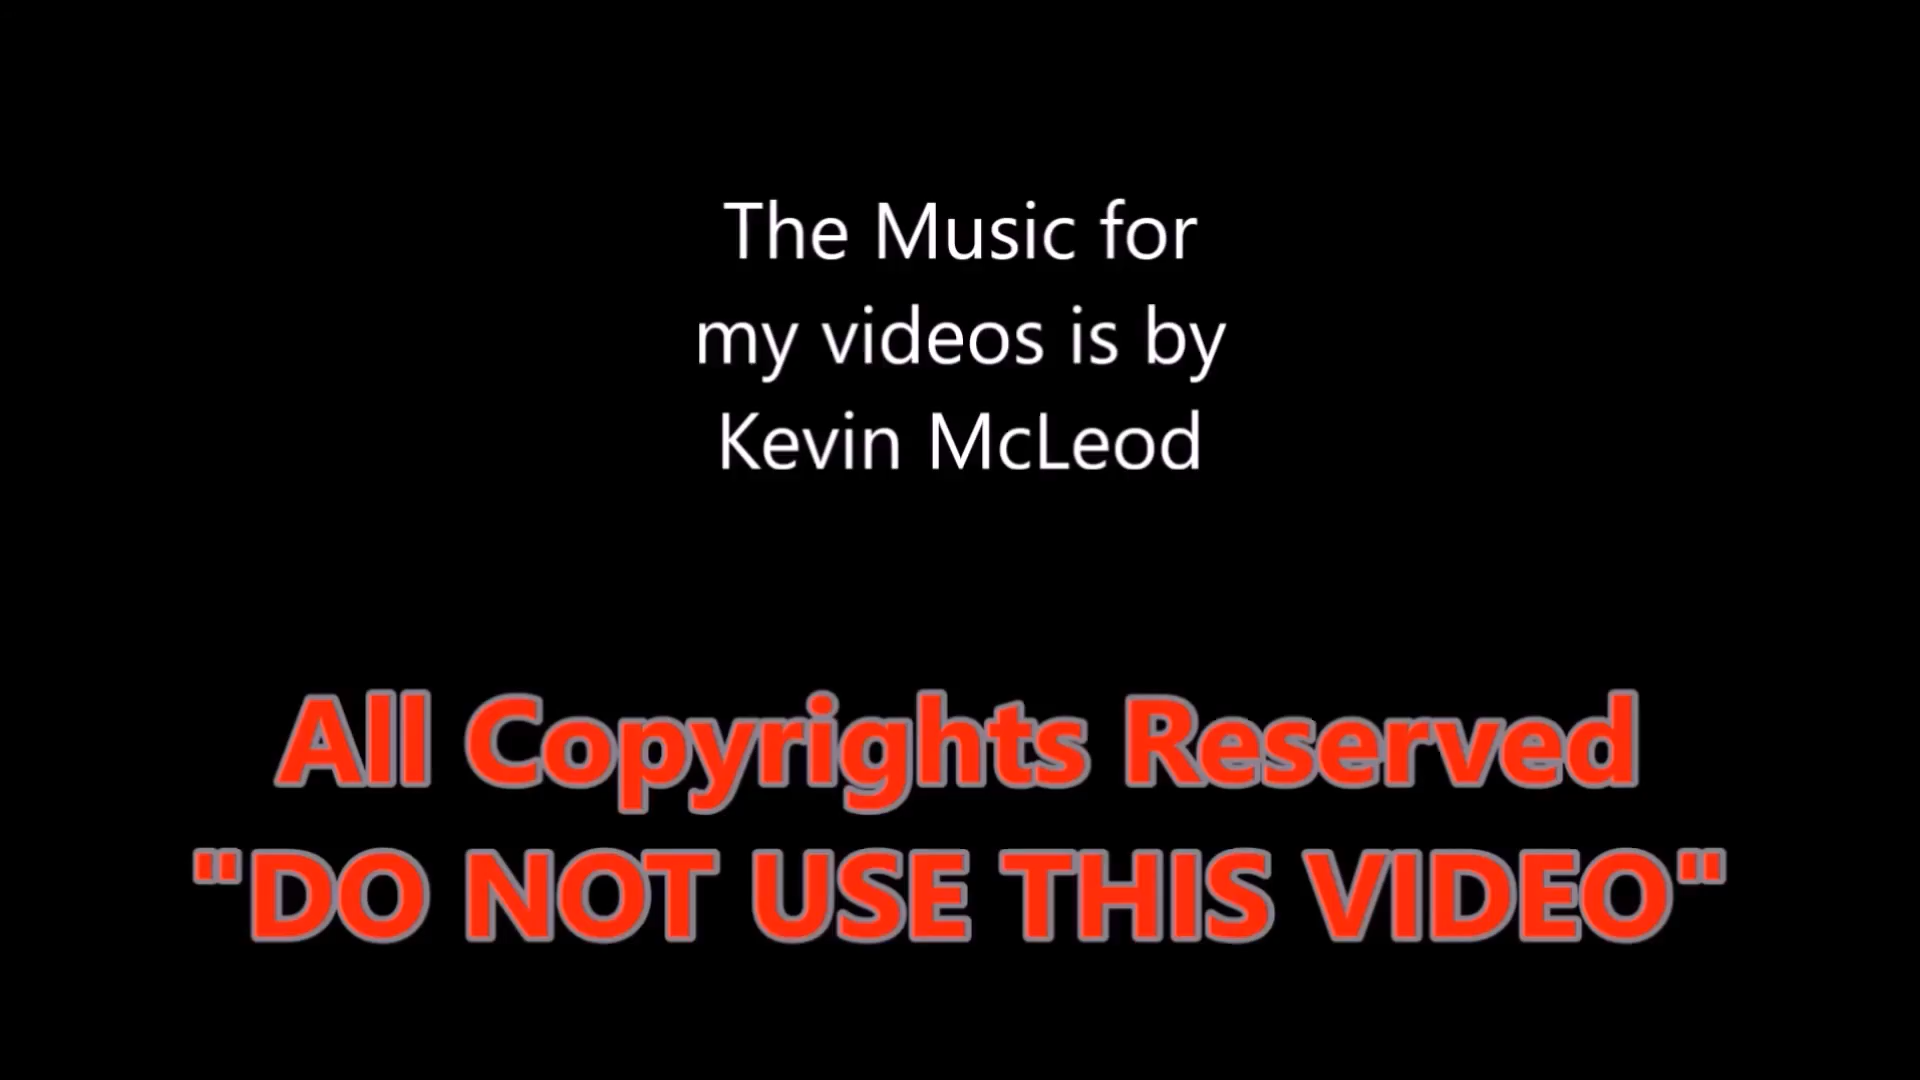 The Music for
my videos is by
Kevin McLeod
All Copyrights Reserved
"DO NOT USE THIS VIDEO"